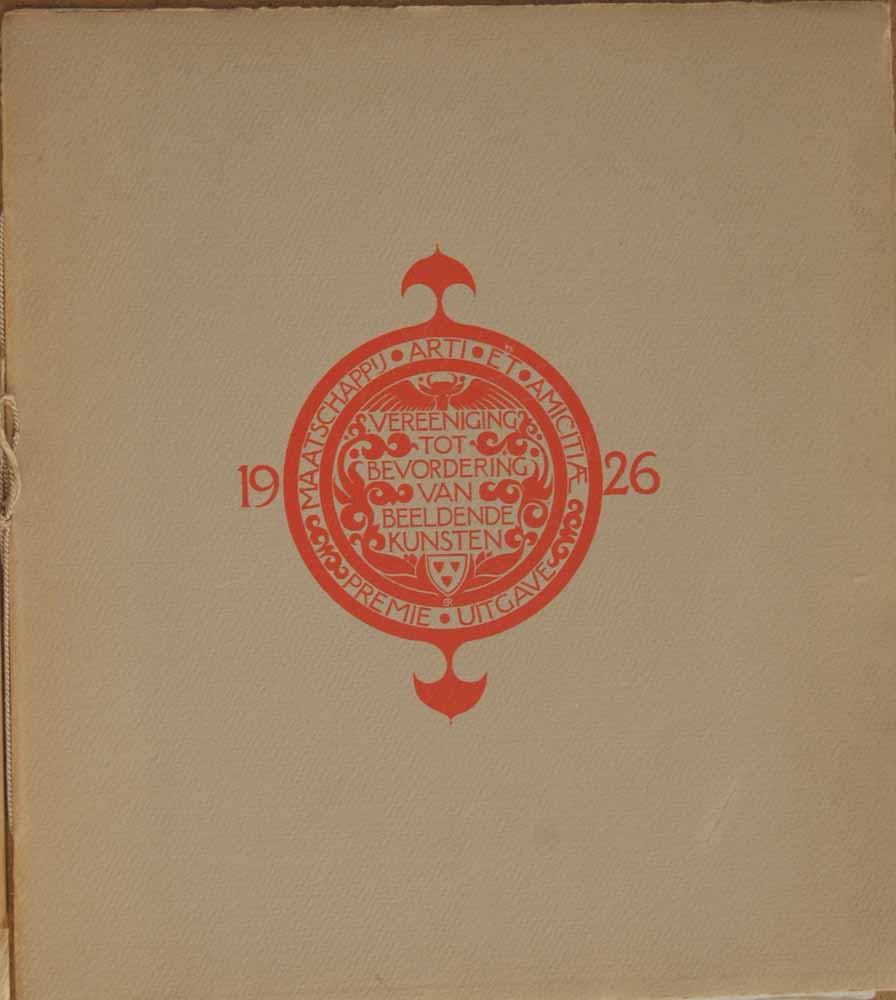 MAATSCHAPPIJ • ARTI • ET • AMICITIÆ
VEREENIGING
TOT
BEVORDERING
VAN
BEELDENDE
KUNSTEN
PREMIE • UITGAVE
19 26